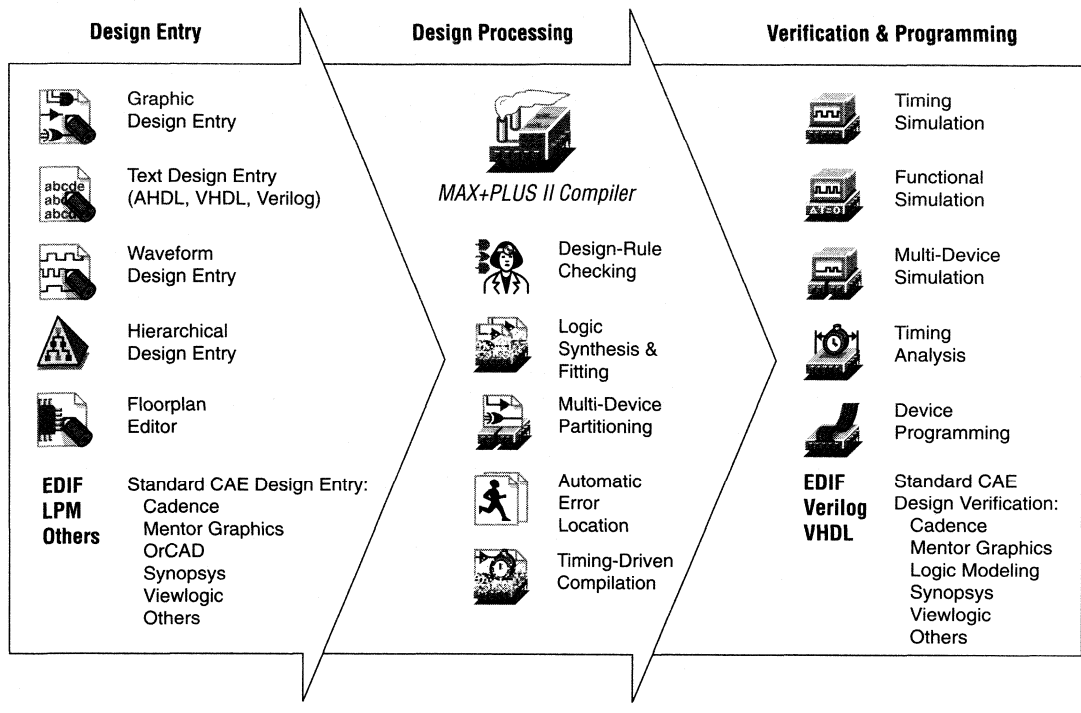 Design Entry
Graphic
Design Entry
abcde
abc
abcd
Text Design Entry
(AHDL, VHDL, Verilog)
Waveform
Design Entry
Hierarchical
Design Entry
Floorplan
Editor
EDIF
LPM
Others
Standard CAE Design Entry:
Cadence
Mentor Graphics
OrCAD
Synopsys
Viewlogic
Others
Design Processing
MAX+PLUS II Compiler
Design-Rule
Checking
Logic
Synthesis &
Fitting
Multi-Device
Partitioning
Automatic
Error
Location
Timing-Driven
Compilation
Verification & Programming
Timing
Simulation
Functional
Simulation
Multi-Device
Simulation
Timing
Analysis
Device
Programming
EDIF
Verilog
VHDL
Standard CAE
Design Verification:
Cadence
Mentor Graphics
Logic Modeling
Synopsys
Viewlogic
Others